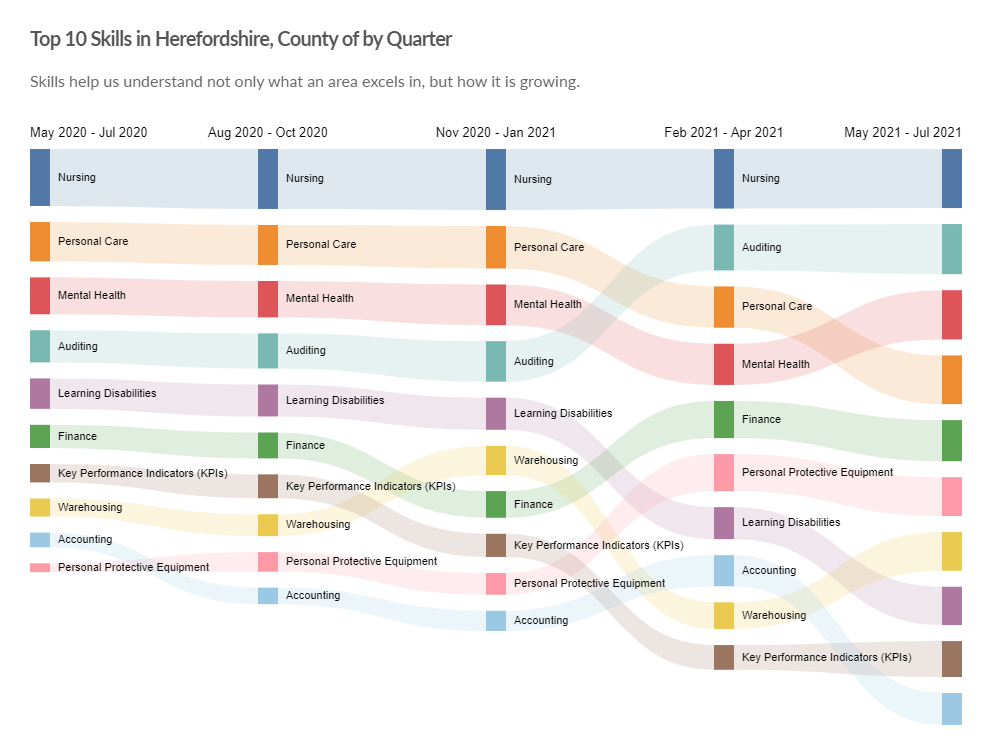 Top 10 Skills in Herefordshire, County of by Quarter
Skills help us understand not only what an area excels in, but how it is growing.
May 2020 - Jul 2020
Aug 2020 - Oct 2020
Nov 2020 - Jan 2021
Feb 2021 - Apr 2021
May 2021 - Jul 2021
Nursing
Personal Care
Mental Health
Auditing
Learning Disabilities
Finance
Key Performance Indicators (KPIs)
Warehousing
Accounting
Personal Protective Equipment
Nursing
Personal Care
Mental Health
Auditing
Learning Disabilities
Finance
Key Performance Indicators (KPIs)
Warehousing
Personal Protective Equipment
Accounting
Nursing
Personal Care
Mental Health
Auditing
Learning Disabilities
Warehousing
Finance
Key Performance Indicators (KPIs)
Personal Protective Equipment
Accounting
Nursing
Auditing
Personal Care
Mental Health
Finance
Personal Protective Equipment
Learning Disabilities
Accounting
Warehousing
Key Performance Indicators (KPIs)